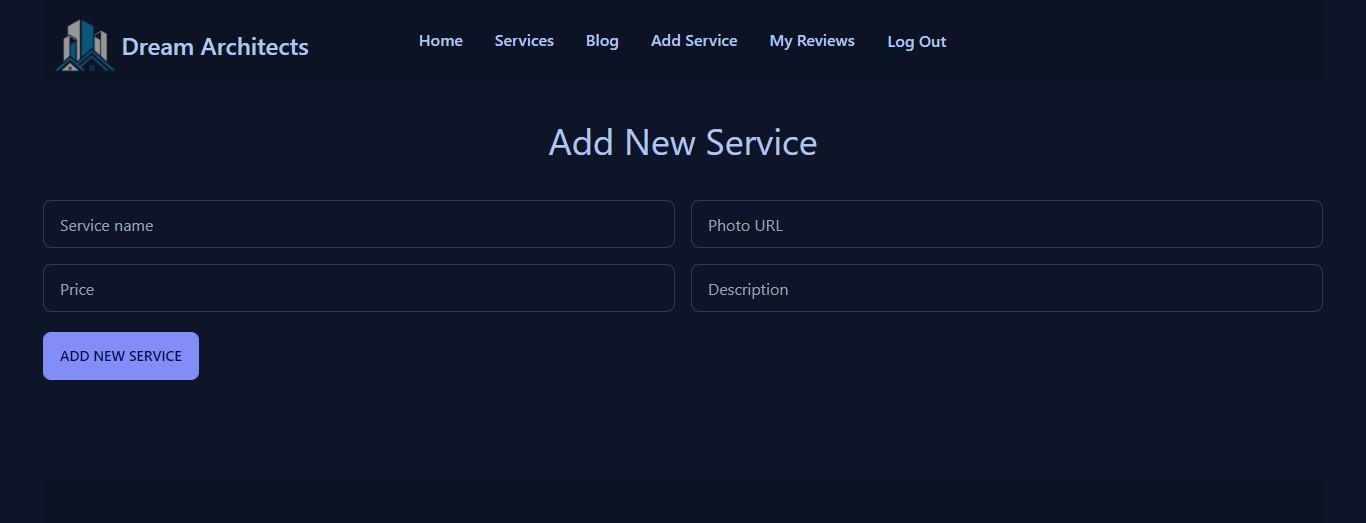 Dream Architects Home Services Blog Add Service My Reviews Log Out
Add New Service
Service name Photo URL
Price Description
ADD NEW SERVICE